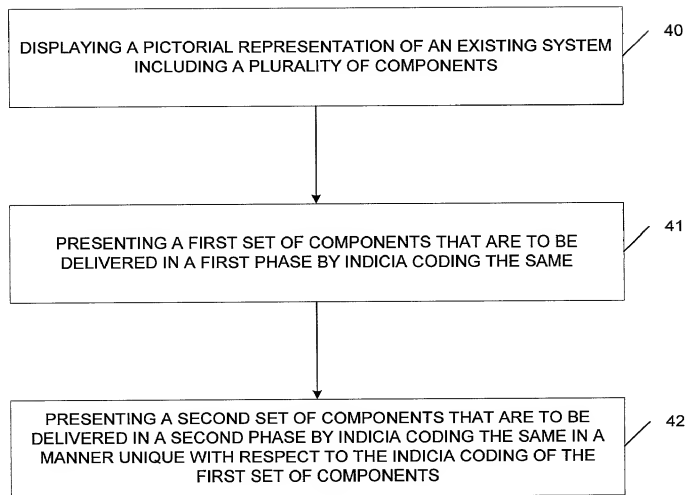 DISPLAYING A PICTORIAL REPRESENTATION OF AN EXISTING SYSTEM
INCLUDING A PLURALITY OF COMPONENTS
40
PRESENTING A FIRST SET OF COMPONENTS THAT ARE TO BE
DELIVERED IN A FIRST PHASE BY INDICIA CODING THE SAME
41
PRESENTING A SECOND SET OF COMPONENTS THAT ARE TO BE
DELIVERED IN A SECOND PHASE BY INDICIA CODING THE SAME IN A
MANNER UNIQUE WITH RESPECT TO THE INDICIA CODING OF THE
FIRST SET OF COMPONENTS
42